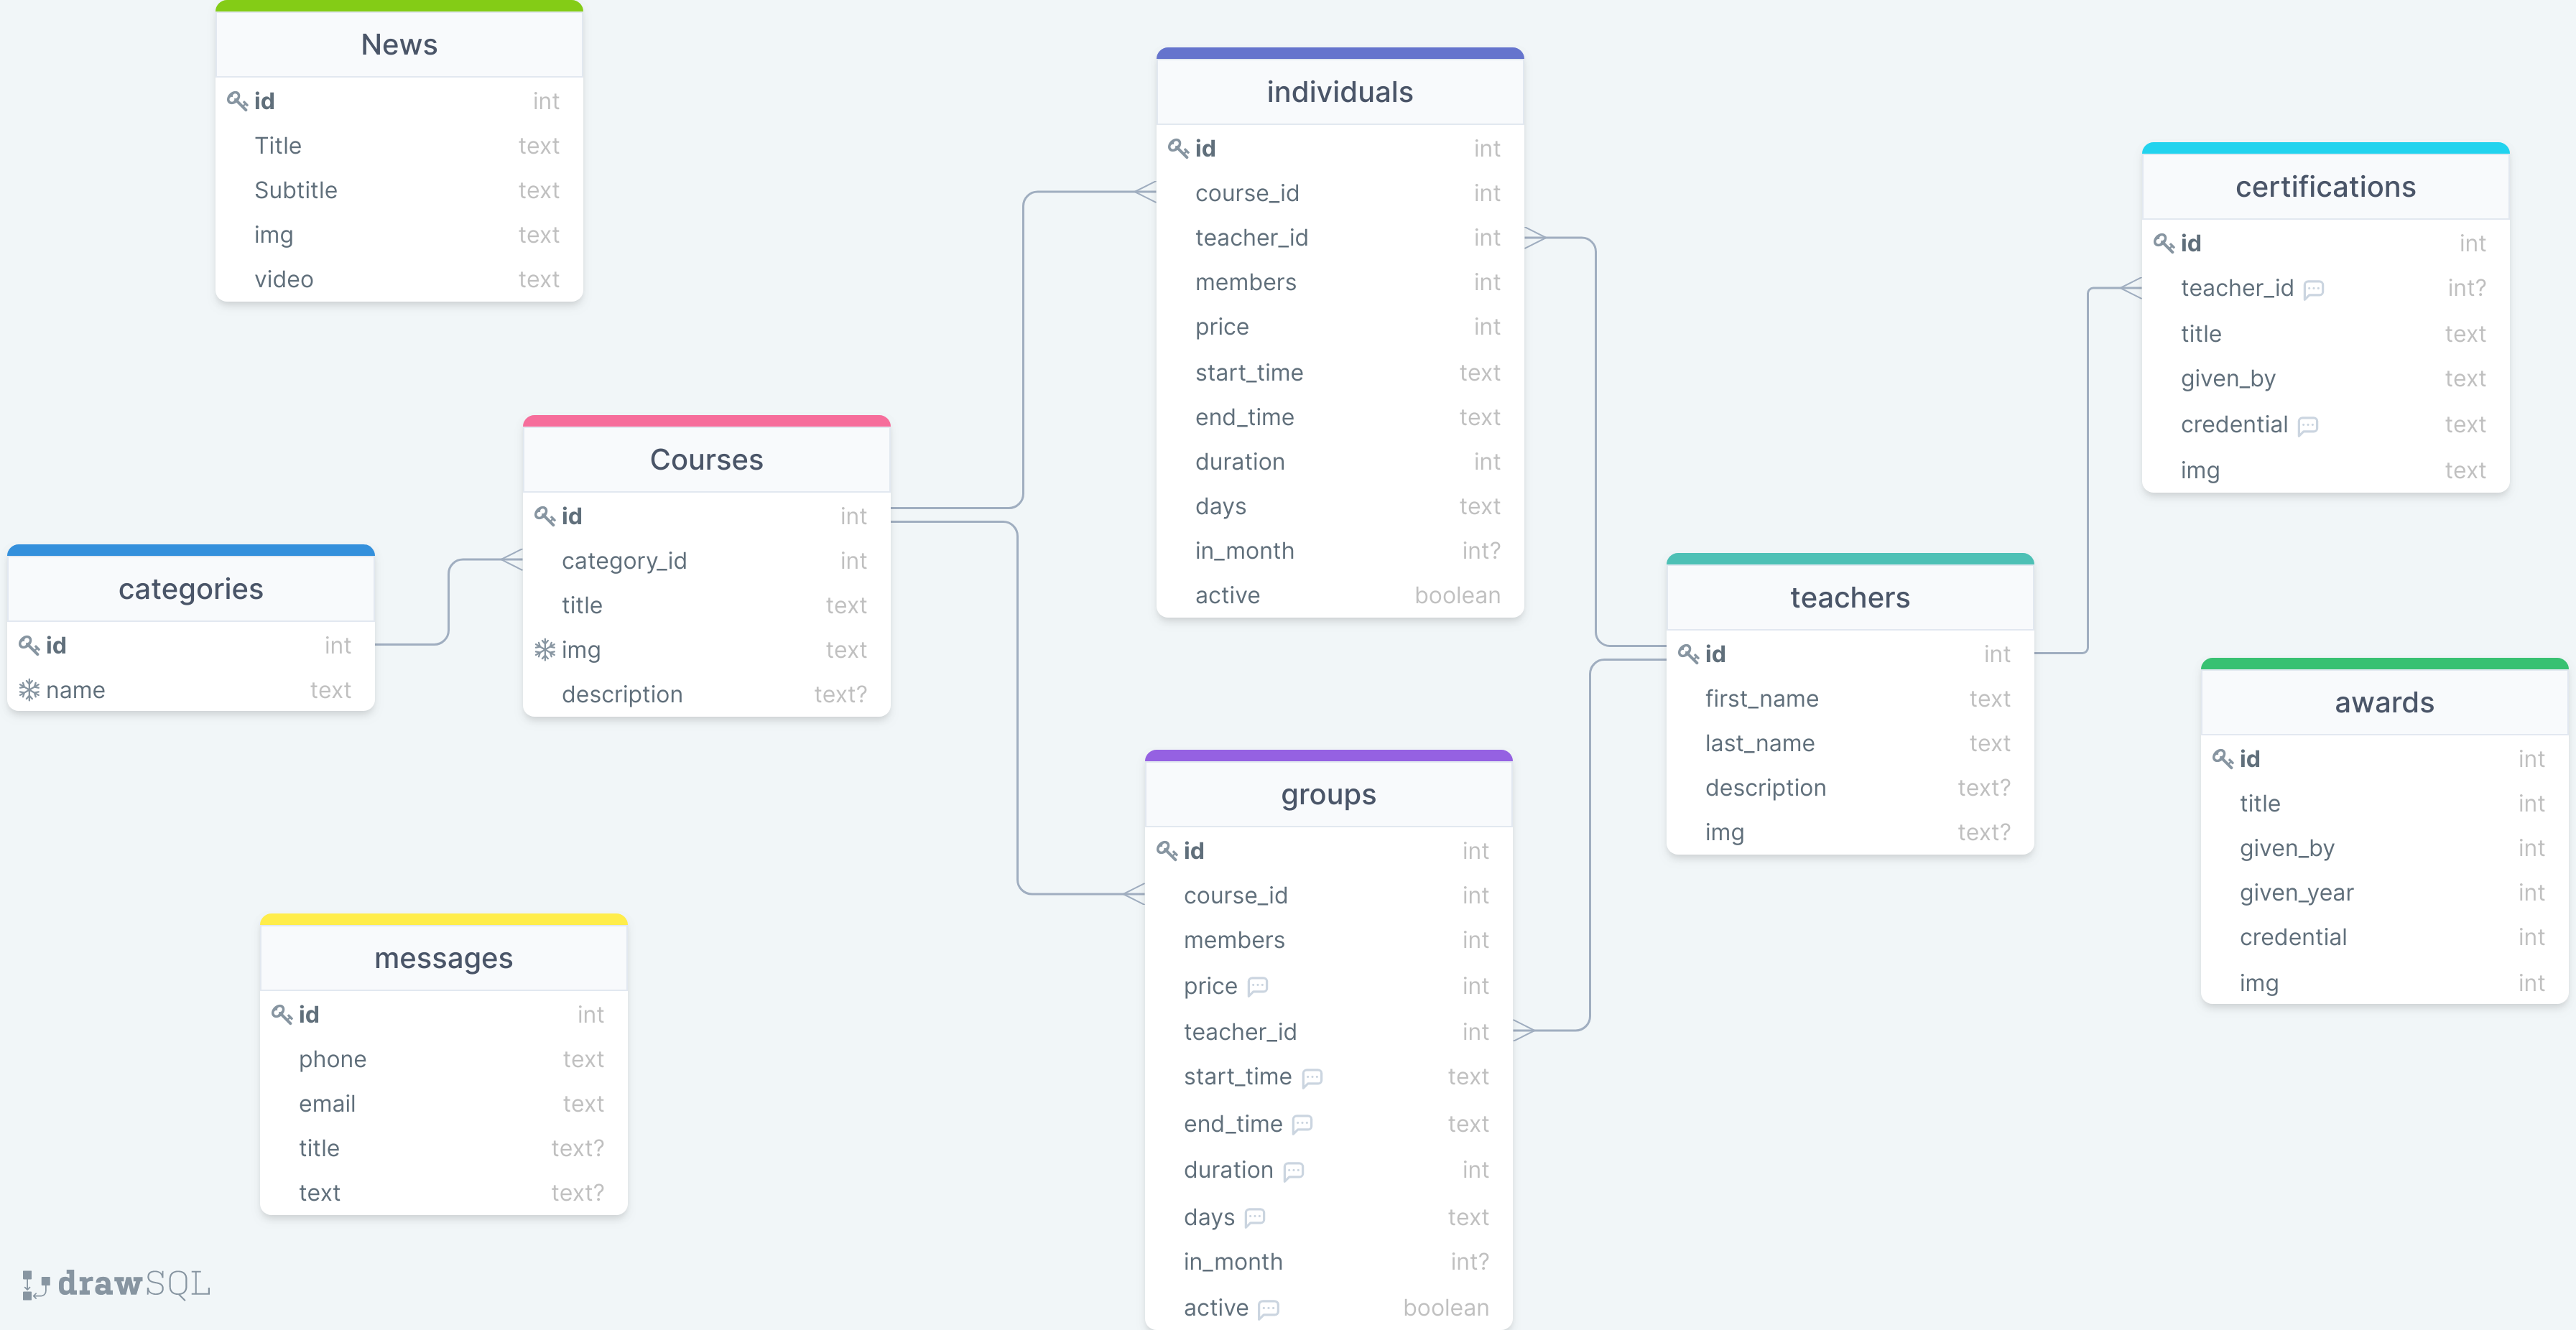 News
id int
Title text
Subtitle text
img text
video text
individuals
id int
course_id int
teacher_id int
members int
price int
start_time text
end_time text
duration int
days text
in_month int?
active boolean
certifications
id int
teacher_id int?
title text
given_by text
credential text
img text
Courses
id int
category_id int
title text
img text
description text?
categories
id int
name text
teachers
id int
first_name text
last_name text
description text?
img text?
awards
id int
title int
given_by int
given_year int
credential int
img int
groups
id int
course_id int
members int
price int
teacher_id int
start_time text
end_time text
duration int
days text
in_month int?
active boolean
messages
id int
phone text
email text
title text?
text text?
drawSQL